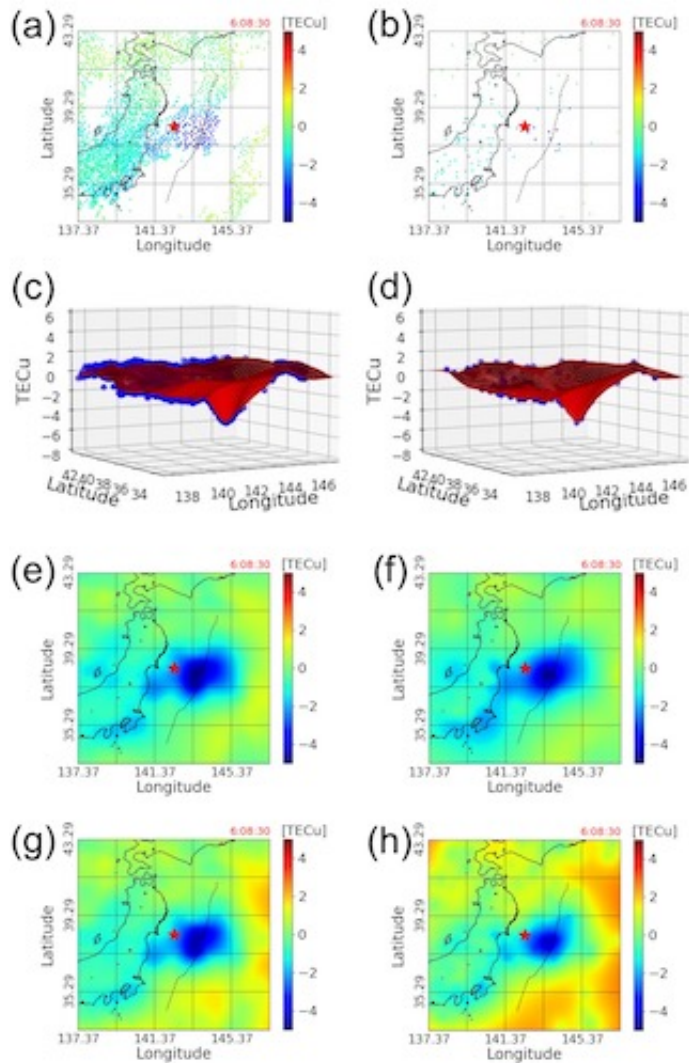 (a) 6:08:30 [TECu]
43.29
39.29
35.29
Latitude
4
2
0
−2
−4
137.37 141.37 145.37
Longitude
(b) 6:08:30 [TECu]
43.29
39.29
35.29
Latitude
4
2
0
−2
−4
137.37 141.37 145.37
Longitude
(c)
6
4
2
0
−2
−4
−6
−8
TECu
42 40 38 36 34
Latitude
138 140 142 144 146
Longitude
(d)
6
4
2
0
−2
−4
−6
−8
TECu
42 40 38 36 34
Latitude
138 140 142 144 146
Longitude
(e) 6:08:30 [TECu]
43.29
39.29
35.29
Latitude
4
2
0
−2
−4
137.37 141.37 145.37
Longitude
(f) 6:08:30 [TECu]
43.29
39.29
35.29
Latitude
4
2
0
−2
−4
137.37 141.37 145.37
Longitude
(g) 6:08:30 [TECu]
43.29
39.29
35.29
Latitude
4
2
0
−2
−4
137.37 141.37 145.37
Longitude
(h) 6:08:30 [TECu]
43.29
39.29
35.29
Latitude
4
2
0
−2
−4
137.37 141.37 145.37
Longitude